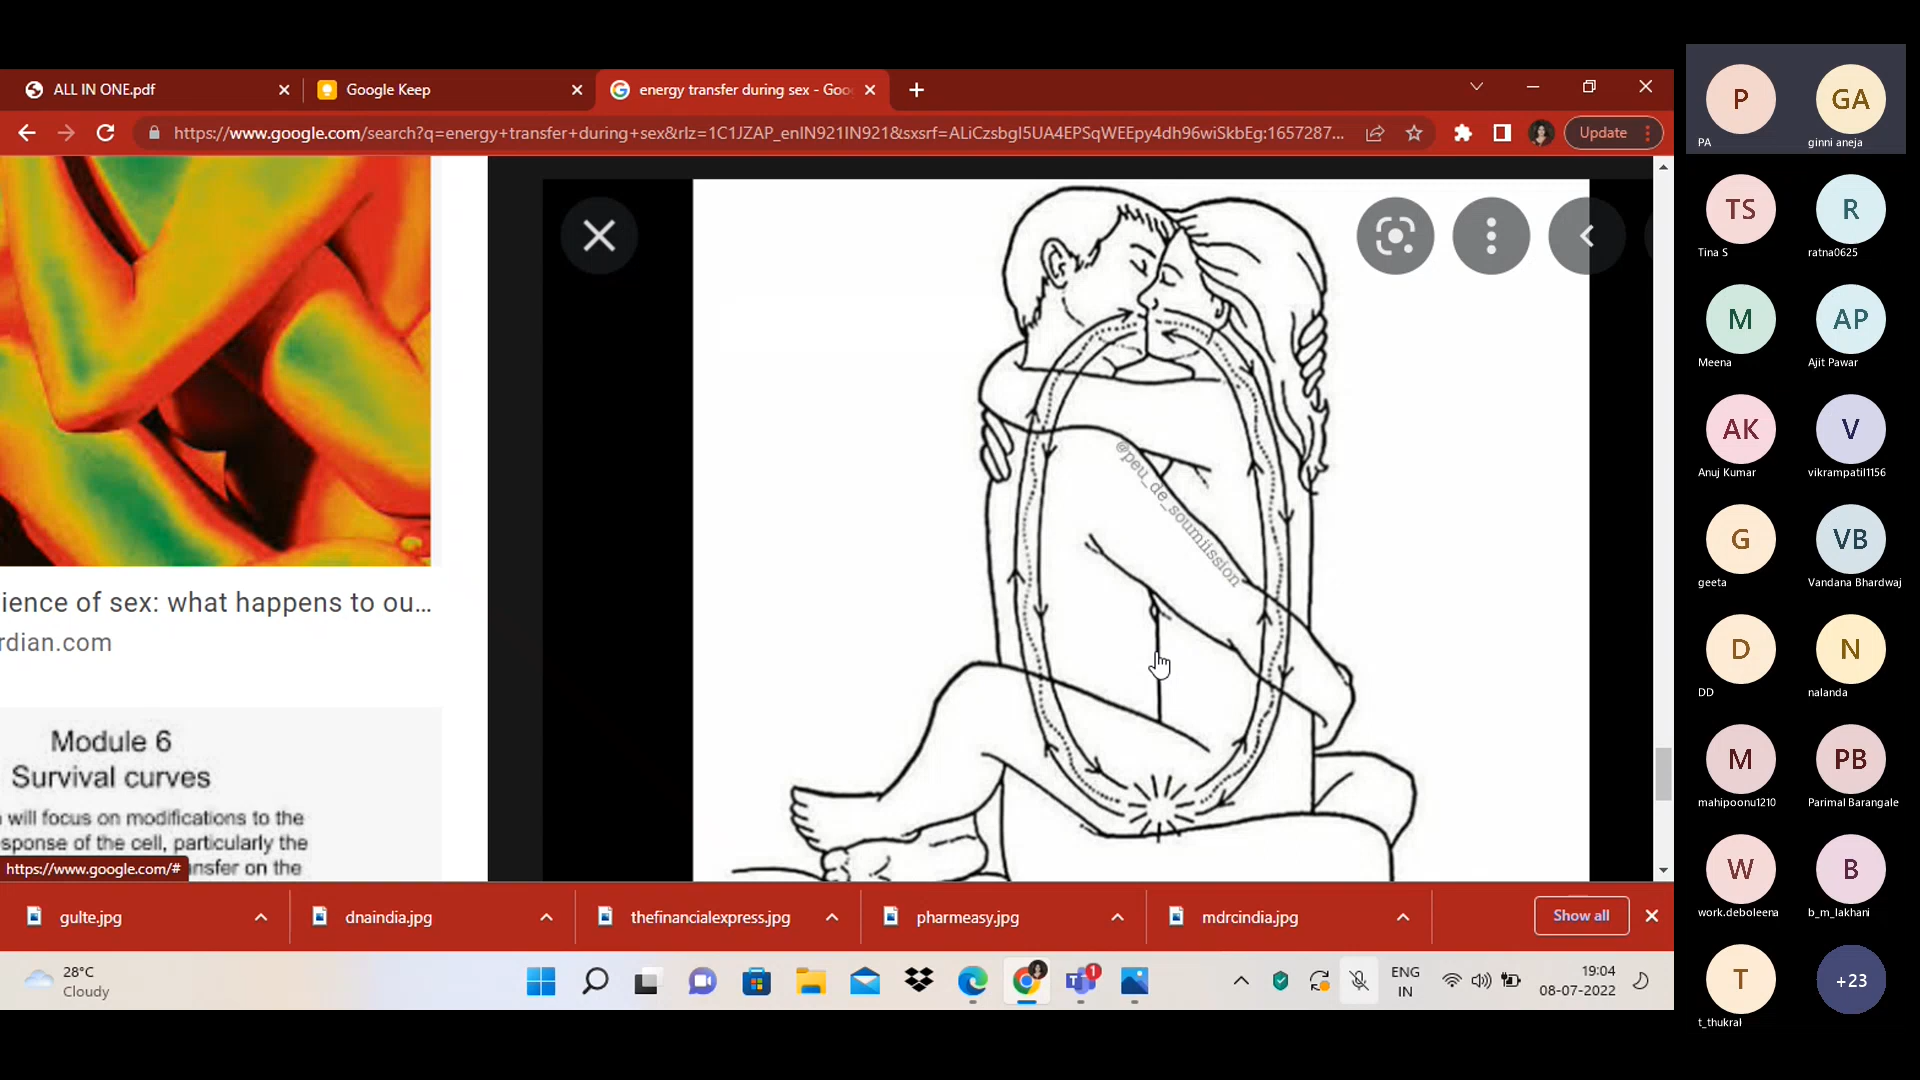 ALL IN ONE.pdf
Google Keep
energy transfer during sex - Goo
https://www.google.com/search?q=energy+transfer+during+sex&rlz=1C1JZAP_enIN921IN921&sxsrf=ALiCzsbgI5UA4EPSqWEEpy4dh96wiSkbEg:1657287...
Update
@peu_de_soumiission
ience of sex: what happens to ou...
rdian.com
Module 6
Survival curves
will focus on modifications to the
sponse of the cell, particularly the
nsfer on the
https://www.google.com/#
gulte.jpg
dnaindia.jpg
thefinancialexpress.jpg
pharmeasy.jpg
mdrcindia.jpg
Show all
28°C
Cloudy
1
ENG
IN
19:04
08-07-2022
P
PA
GA
ginni aneja
TS
Tina S
R
ratna0625
M
Meena
AP
Ajit Pawar
AK
Anuj Kumar
V
vikrampatil1156
G
geeta
VB
Vandana Bhardwaj
D
DD
N
nalanda
M
mahipoonu1210
PB
Parimal Barangale
W
work.deboleena
B
b_m_lakhani
T
t_thukral
+23